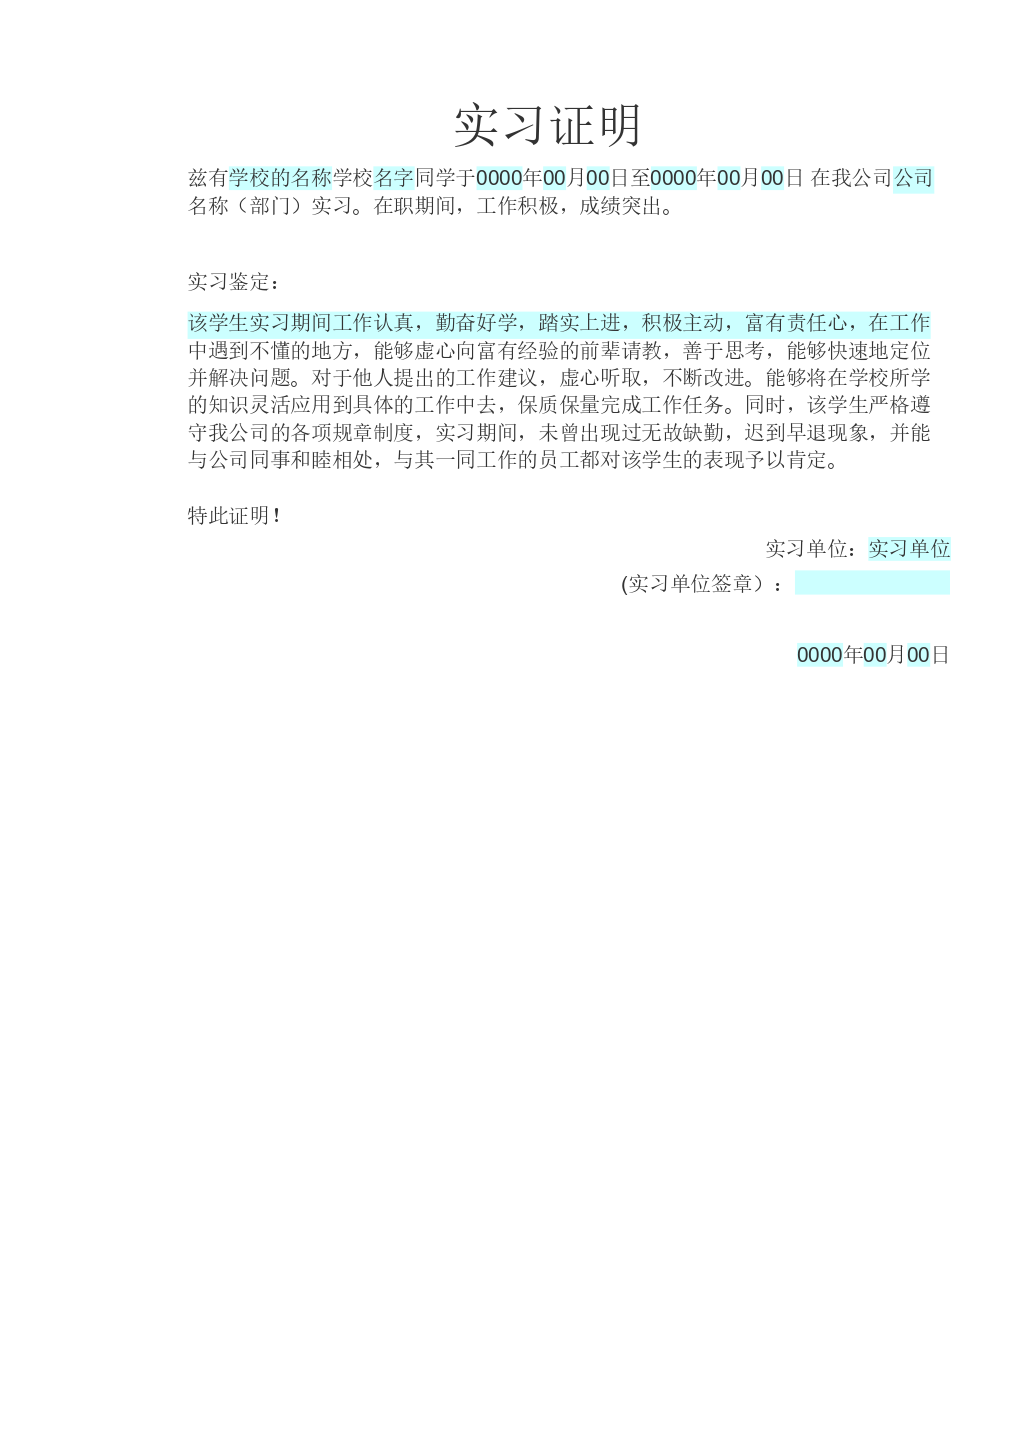 实习证明
兹有学校的名称学校名字同学于0000年00月00日至0000年00月00日 在我公司公司
名称（部门）实习。在职期间，工作积极，成绩突出。
实习鉴定：
该学生实习期间工作认真，勤奋好学，踏实上进，积极主动，富有责任心，在工作
中遇到不懂的地方，能够虚心向富有经验的前辈请教，善于思考，能够快速地定位
并解决问题。对于他人提出的工作建议，虚心听取，不断改进。能够将在学校所学
的知识灵活应用到具体的工作中去，保质保量完成工作任务。同时，该学生严格遵
守我公司的各项规章制度，实习期间，未曾出现过无故缺勤，迟到早退现象，并能
与公司同事和睦相处，与其一同工作的员工都对该学生的表现予以肯定。
特此证明！
实习单位：实习单位
(实习单位签章）：
0000年00月00日